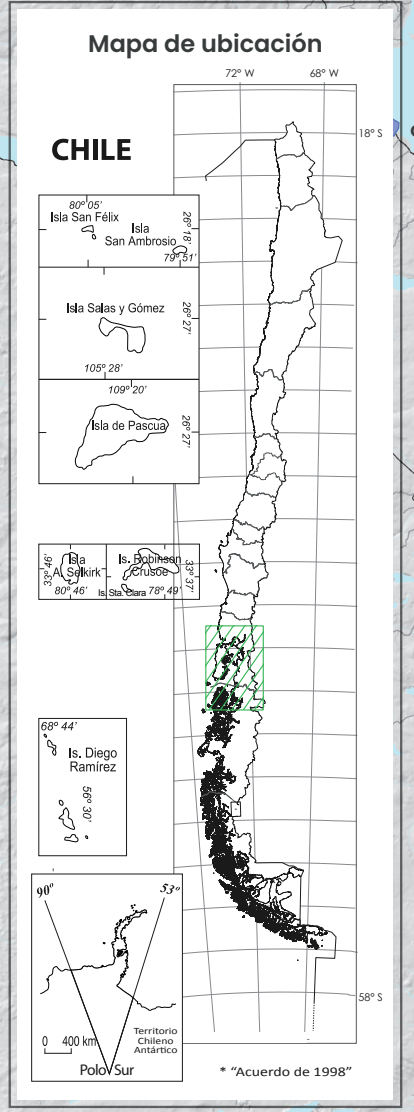 Mapa de ubicación
72° W
68° W
18° S
CHILE
80° 05'
Isla San Félix
Isla
San Ambrosio
26° 18'
79° 51'
Isla Salas y Gómez
26° 27'
105° 28'
109° 20'
Isla de Pascua
26° 27'
33° 46'
Isla
A. Selkirk
80° 46'
Is. Robinson
Crusoe
Is. Sta. Clara
78° 49'
33° 37'
68° 44'
Is. Diego
Ramírez
56° 30'
90°
53°
0 400 km
Territorio
Chileno
Antártico
Polo Sur
58° S
* “Acuerdo de 1998”